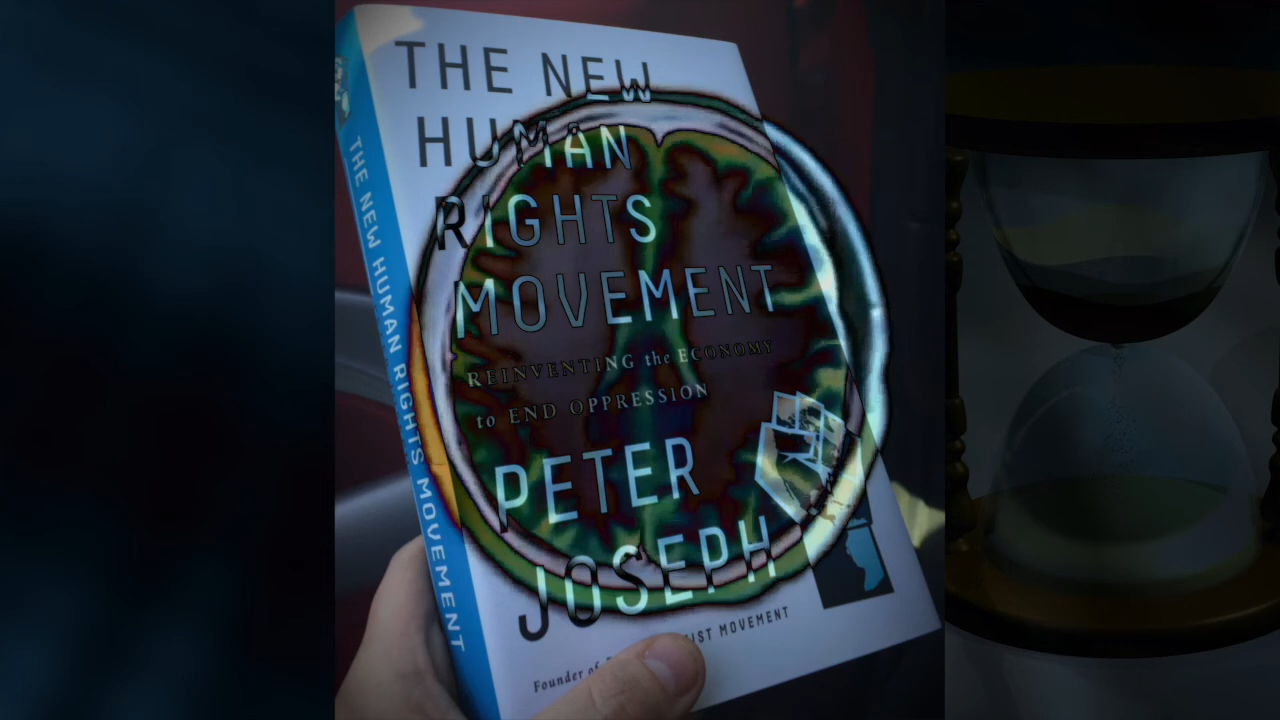 THE NEW
HUMAN
RIGHTS
MOVEMENT
REINVENTING the ECONOMY
to END OPPRESSION
PETER
JOSEPH
Founder of
MOVEMENT
THE NEW HUMAN RIGHTS MOVEMENT